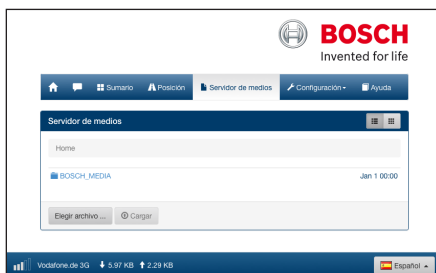 BOSCH
Invented for life
Sumario Posición Servidor de medios Configuración Ayuda
Servidor de medios
Home
BOSCH_MEDIA Jan 1 00:00
Elegir archivo ... Cargar
Vodafone.de 3G 5.97 KB 2.29 KB Español